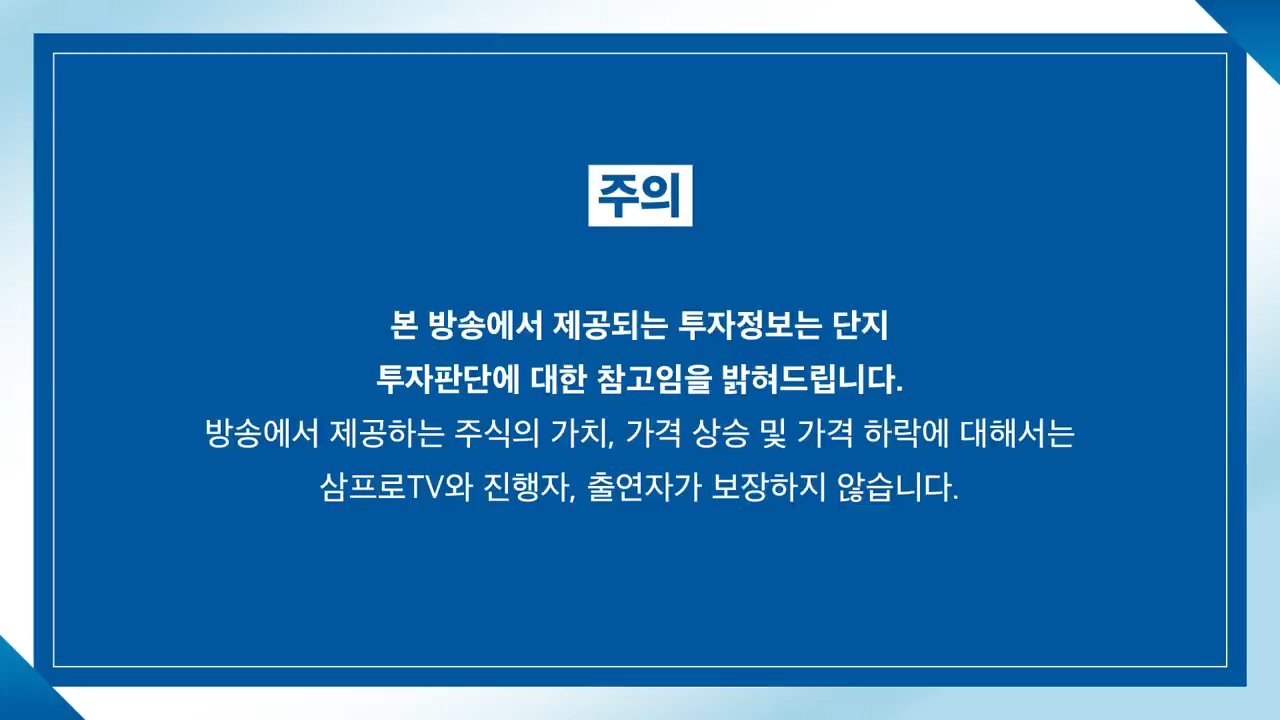 주의
본 방송에서 제공되는 투자정보는 단지
투자판단에 대한 참고임을 밝혀드립니다.
방송에서 제공하는 주식의 가치, 가격 상승 및 가격 하락에 대해서는
삼프로TV와 진행자, 출연자가 보장하지 않습니다.